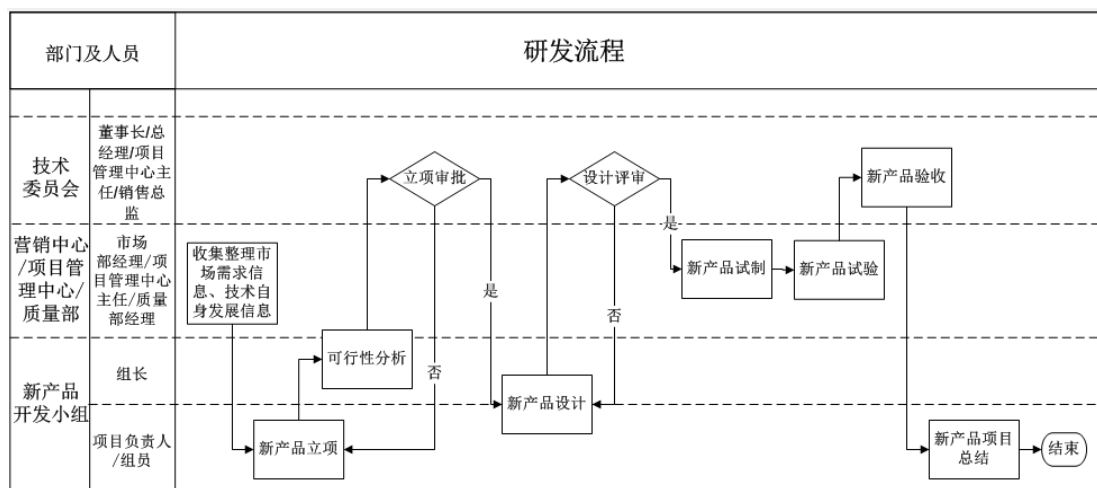 部门及人员
研发流程
技术
委员会
董事长/总
经理/项目
管理中心主
任/销售总
监
立项审批
设计评审
新产品验收
是
营销中心
/项目管
理中心/
质量部
市场
部经理/项
目管理中心
主任/质量
部经理
收集整理市
场需求信
息、技术自
身发展信息
新产品试制
新产品试验
是
否
新产品
开发小组
组长
可行性分析
否
新产品设计
项目负责人
/组员
新产品立项
新产品项目
总结
结束